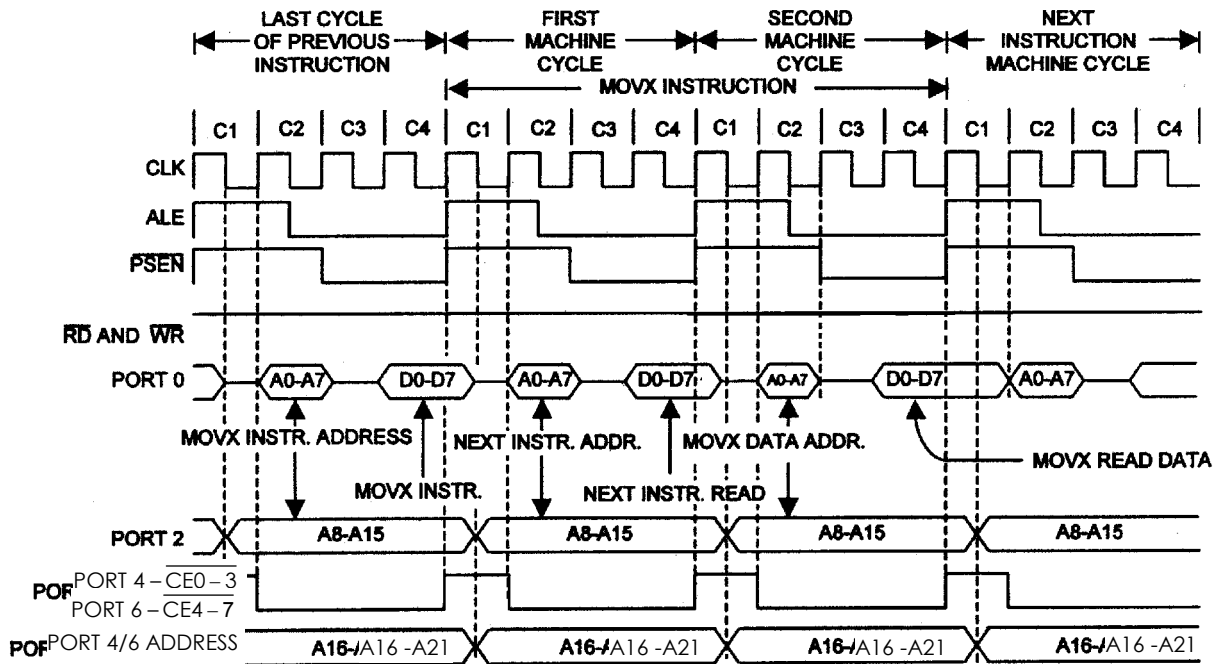 LAST CYCLE OF PREVIOUS INSTRUCTION
FIRST MACHINE CYCLE
SECOND MACHINE CYCLE
NEXT INSTRUCTION MACHINE CYCLE
MOVX INSTRUCTION
C1 C2 C3 C4 C1 C2 C3 C4 C1 C2 C3 C4 C1 C2 C3 C4
CLK
ALE
PSEN
RD AND WR
PORT 0 A0-A7 D0-D7 A0-A7 D0-D7 A0-A7 D0-D7 A0-A7
MOVX INSTR. ADDRESS NEXT INSTR. ADDR. MOVX DATA ADDR.
MOVX READ DATA
MOVX INSTR. NEXT INSTR. READ
PORT 2 A8-A15 A8-A15 A8-A15 A8-A15
PORT 4 – CE0 – 3
PORT 6 – CE4 – 7
PORT 4/6 ADDRESS A16 -A21 A16 -A21 A16 -A21 A16 -A21